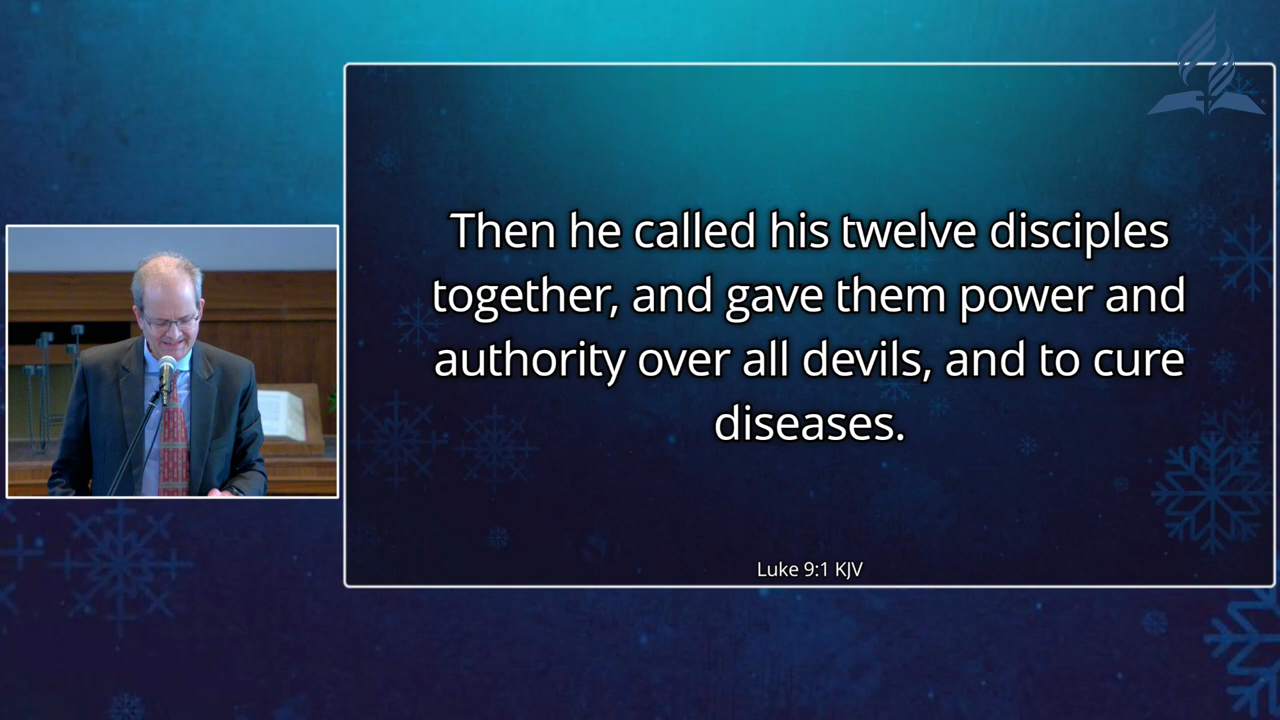 Then he called his twelve disciples
together, and gave them power and
authority over all devils, and to cure
diseases.
Luke 9:1 KJV